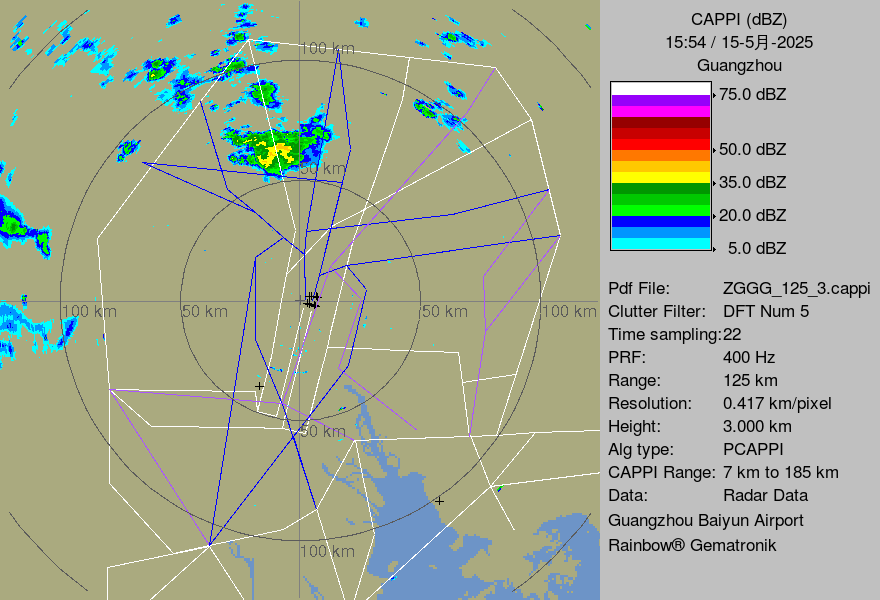 CAPPI (dBZ)
15:54 / 15-5月-2025
Guangzhou
75.0 dBZ
50.0 dBZ
35.0 dBZ
20.0 dBZ
5.0 dBZ
Pdf File: ZGGG_125_3.cappi
Clutter Filter: DFT Num 5
Time sampling:22
PRF: 400 Hz
Range: 125 km
Resolution: 0.417 km/pixel
Height: 3.000 km
Alg type: PCAPPI
CAPPI Range: 7 km to 185 km
Data: Radar Data
Guangzhou Baiyun Airport
Rainbow® Gematronik
100 km
50 km
100 km
50 km
50 km
100 km
50 km
100 km